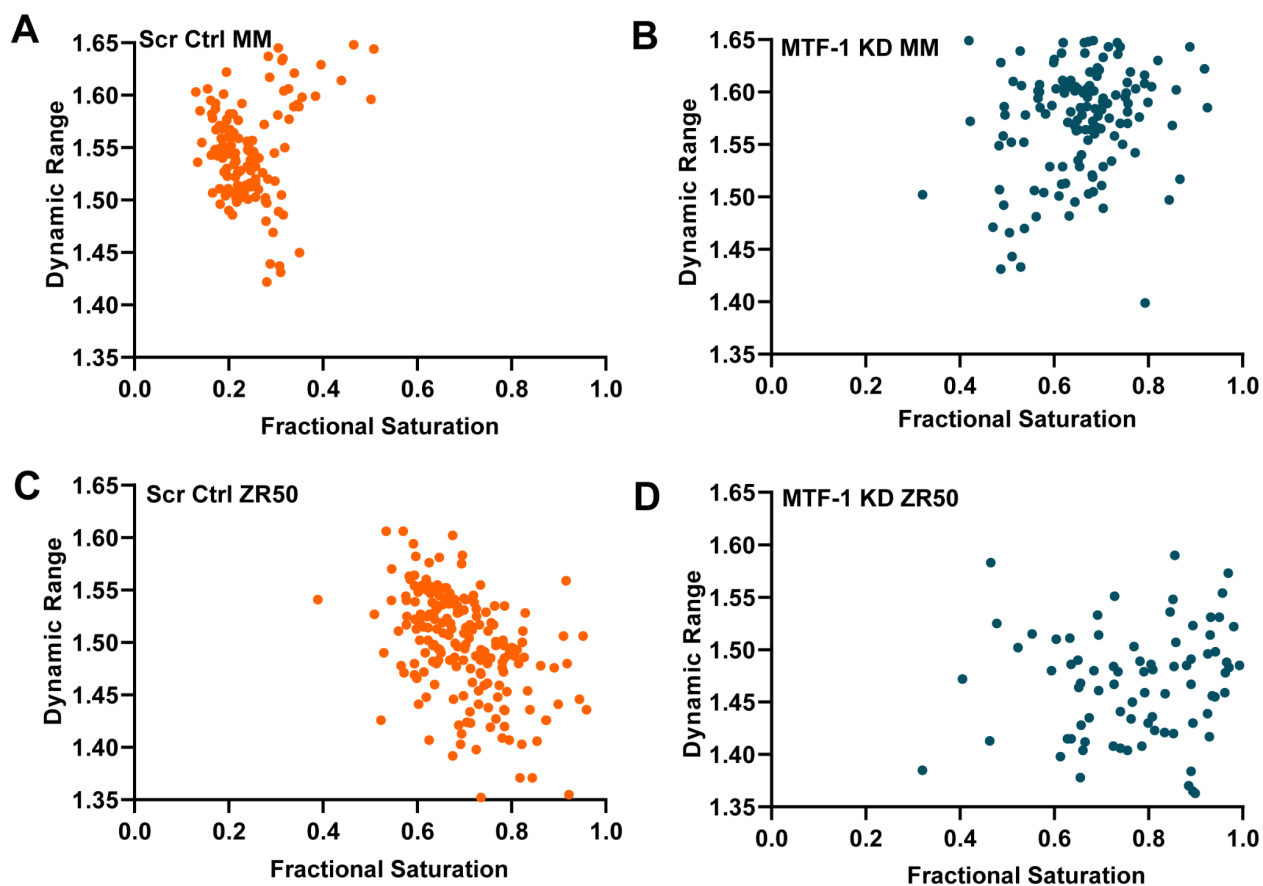 A
Scr Ctrl MM
Dynamic Range
1.65
1.60
1.55
1.50
1.45
1.40
1.35
0.0 0.2 0.4 0.6 0.8 1.0
Fractional Saturation
B
MTF-1 KD MM
Dynamic Range
1.65
1.60
1.55
1.50
1.45
1.40
1.35
0.0 0.2 0.4 0.6 0.8 1.0
Fractional Saturation
C
Scr Ctrl ZR50
Dynamic Range
1.65
1.60
1.55
1.50
1.45
1.40
1.35
0.0 0.2 0.4 0.6 0.8 1.0
Fractional Saturation
D
MTF-1 KD ZR50
Dynamic Range
1.65
1.60
1.55
1.50
1.45
1.40
1.35
0.0 0.2 0.4 0.6 0.8 1.0
Fractional Saturation